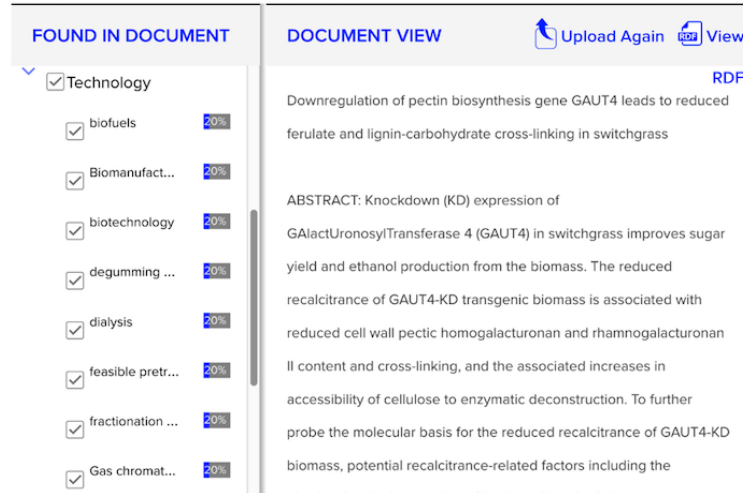 FOUND IN DOCUMENT
Technology
biofuels 20%
Biomanufact... 20%
biotechnology 20%
degumming ... 20%
dialysis 20%
feasible pretr... 20%
fractionation ... 20%
Gas chromat... 20%
DOCUMENT VIEW
Upload Again
RDF View
RDF
Downregulation of pectin biosynthesis gene GAUT4 leads to reduced
ferulate and lignin-carbohydrate cross-linking in switchgrass
ABSTRACT: Knockdown (KD) expression of
GAlactUronosylTransferase 4 (GAUT4) in switchgrass improves sugar
yield and ethanol production from the biomass. The reduced
recalcitrance of GAUT4-KD transgenic biomass is associated with
reduced cell wall pectic homogalacturonan and rhamnogalacturonan
II content and cross-linking, and the associated increases in
accessibility of cellulose to enzymatic deconstruction. To further
probe the molecular basis for the reduced recalcitrance of GAUT4-KD
biomass, potential recalcitrance-related factors including the